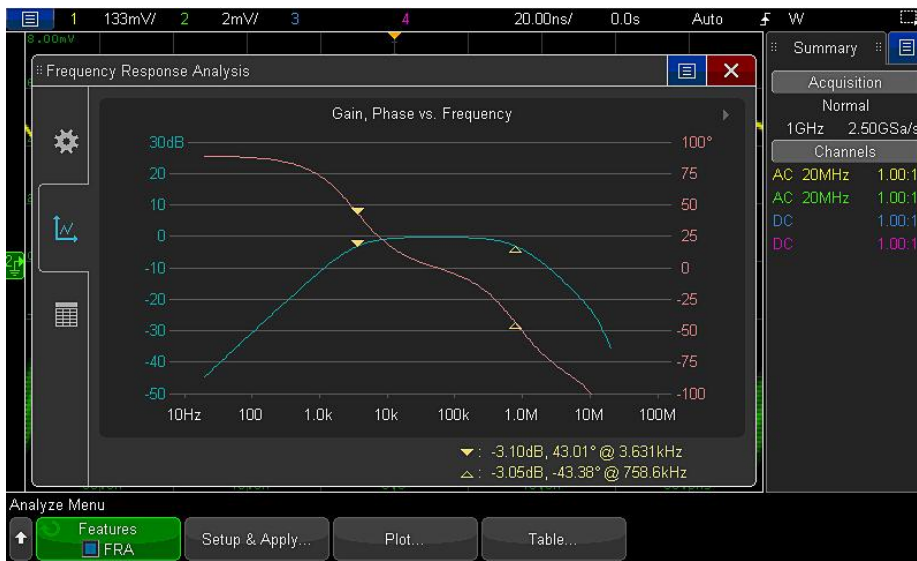 1 133mV/ 2 2mV/ 3 4 20.00ns/ 0.0s Auto W
8.00mV
Summary
Frequency Response Analysis
Acquisition
Normal
1GHz 2.50GSa/s
Channels
AC 20MHz 1.00:1
AC 20MHz 1.00:1
DC 1.00:1
DC 1.00:1
Gain, Phase vs. Frequency
30dB 100°
20 75
10 50
0 25
-10 0
-20 -25
-30 -50
-40 -75
-50 -100
10Hz 100 1.0k 10k 100k 1.0M 10M 100M
: -3.10dB, 43.01° @ 3.631kHz
: -3.05dB, -43.38° @ 758.6kHz
Analyze Menu
Features
FRA
Setup & Apply...
Plot...
Table...